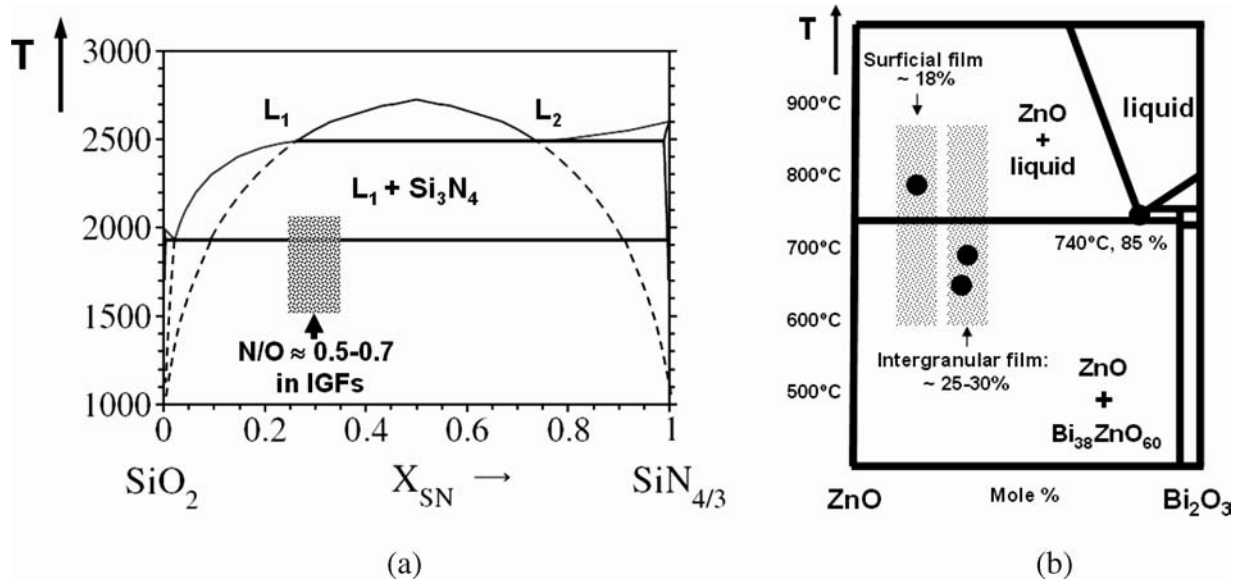 T
3000
2500
2000
1500
1000
L₁
L₂
L₁ + Si₃N₄
N/O ≈ 0.5-0.7
in IGFs
0
0.2
0.4
0.6
0.8
1
SiO₂
X_SN →
SiN₄/₃
(a)
T
900°C
800°C
700°C
600°C
500°C
Surficial film
~ 18%
ZnO
+
liquid
liquid
740°C, 85 %
Intergranular film:
~ 25-30%
ZnO
+
Bi₃₈ZnO₆₀
ZnO
Mole %
Bi₂O₃
(b)